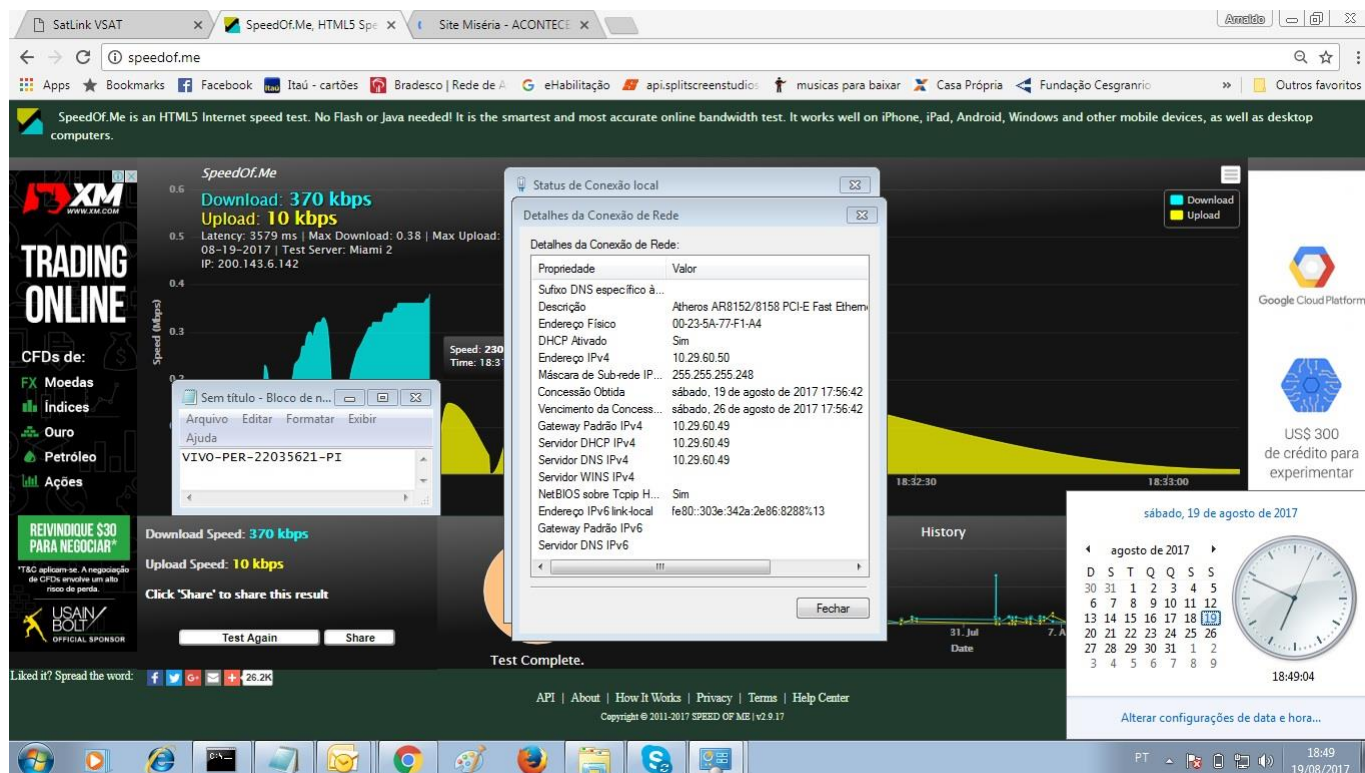 SatLink VSAT
SpeedOf.Me, HTML5 Spe
Site Miséria - ACONTECE
Arnaldo
speedof.me
Apps Bookmarks Facebook Itaú - cartões Bradesco | Rede de A eHabilitação api.splitscreenstudios musicas para baixar Casa Própria Fundação Cesgranrio » Outros favoritos
SpeedOf.Me is an HTML5 Internet speed test. No Flash or Java needed! It is the smartest and most accurate online bandwidth test. It works well on iPhone, iPad, Android, Windows and other mobile devices, as well as desktop
computers.
XM
WWW.XM.COM
TRADING
ONLINE
CFDs de:
FX Moedas
Índices
Ouro
Petróleo
Ações
REIVINDIQUE $30
PARA NEGOCIAR*
*T&C aplicam-se. A negociação
de CFDs envolve um alto
risco de perda.
USAIN
BOLT
OFFICIAL SPONSOR
SpeedOf.Me
Download: 370 kbps
Upload: 10 kbps
Latency: 3579 ms | Max Download: 0.38 | Max Upload:
08-19-2017 | Test Server: Miami 2
IP: 200.143.6.142
Speed (Mbps)
0.6
0.5
0.4
0.3
0.2
Speed: 230
Time: 18:31
Download
Upload
18:32:30
18:33:00
Sem título - Bloco de n...
Arquivo Editar Formatar Exibir
Ajuda
VIVO-PER-22035621-PI
Status de Conexão local
Detalhes da Conexão de Rede
Detalhes da Conexão de Rede:
Propriedade Valor
Sufixo DNS específico à...
Descrição Atheros AR8152/8158 PCI-E Fast Ethern
Endereço Físico 00-23-5A-77-F1-A4
DHCP Ativado Sim
Endereço IPv4 10.29.60.50
Máscara de Sub-rede IP... 255.255.255.248
Concessão Obtida sábado, 19 de agosto de 2017 17:56:42
Vencimento da Concess... sábado, 26 de agosto de 2017 17:56:42
Gateway Padrão IPv4 10.29.60.49
Servidor DHCP IPv4 10.29.60.49
Servidor DNS IPv4 10.29.60.49
Servidor WINS IPv4
NetBIOS sobre Tcpip H... Sim
Endereço IPv6 link-local fe80::303e:342a:2e86:8288%13
Gateway Padrão IPv6
Servidor DNS IPv6
Fechar
Google Cloud Platform
US$ 300
de crédito para
experimentar
Download Speed: 370 kbps
Upload Speed: 10 kbps
Click 'Share' to share this result
Test Again
Share
Test Complete.
History
31. Jul
7. A
Date
Liked it? Spread the word:
26.2K
API | About | How It Works | Privacy | Terms | Help Center
Copyright © 2011-2017 SPEED OF ME | v2.9.17
sábado, 19 de agosto de 2017
agosto de 2017
D S T Q Q S S
30 31 1 2 3 4 5
6 7 8 9 10 11 12
13 14 15 16 17 18 19
20 21 22 23 24 25 26
27 28 29 30 31 1 2
3 4 5 6 7 8 9
18:49:04
Alterar configurações de data e hora...
PT
18:49
19/08/2017